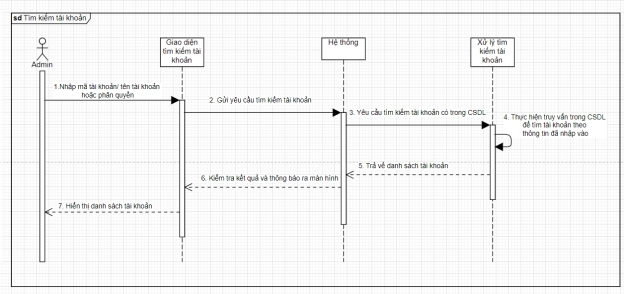 sd Tìm kiếm tài khoản
Giao diện
tìm kiếm tài
khoản
Hệ thống
Xử lý tìm
kiếm tài
khoản
Admin
1.Nhập mã tài khoản/ tên tài khoản
hoặc phân quyền
2. Gửi yêu cầu tìm kiếm tài khoản
3. Yêu cầu tìm kiếm tài khoản có trong CSDL
4. Thực hiện truy vấn trong CSDL
để tìm tài khoản theo
thông tin đã nhập vào
5. Trả về danh sách tài khoản
6. Kiểm tra kết quả và thông báo ra màn hình
7. Hiển thị danh sách tài khoản